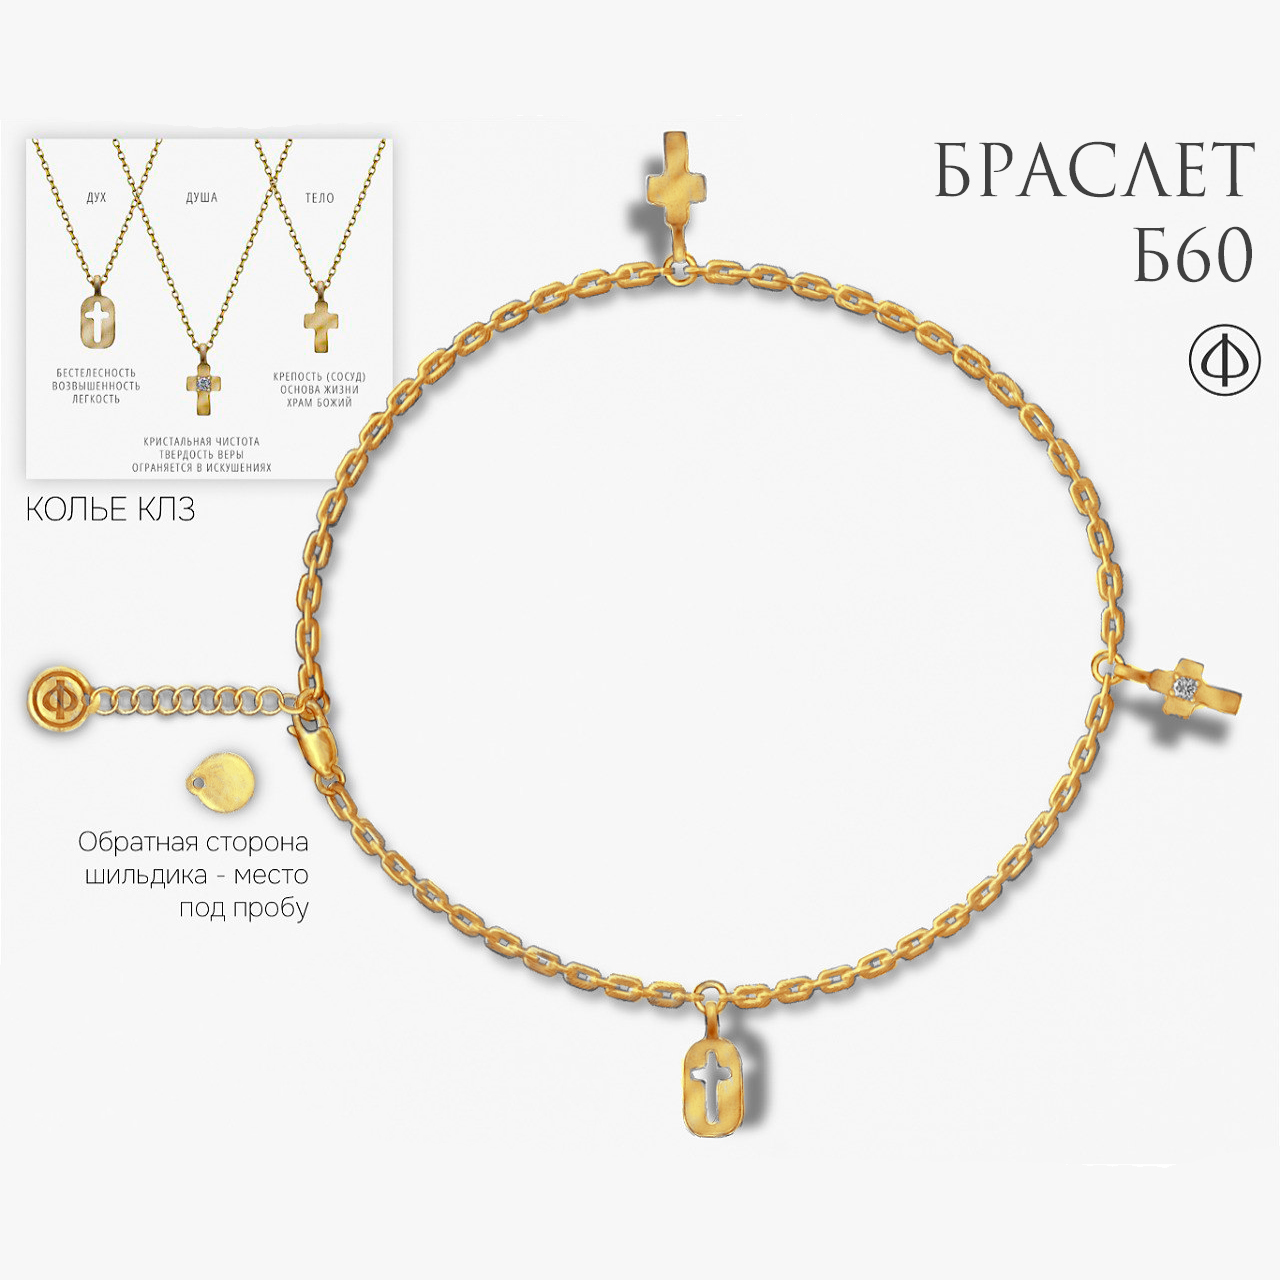 БРАСЛЕТ
Б60
Ф
ДУХ
ДУША
ТЕЛО
БЕСТЕЛЕСНОСТЬ
ВОЗВЫШЕННОСТЬ
ЛЕГКОСТЬ
КРИСТАЛЬНАЯ ЧИСТОТА
ТВЕРДОСТЬ ВЕРЫ
ОГРАНЯЕТСЯ В ИСКУШЕНИЯХ
КРЕПОСТЬ (СОСУД)
ОСНОВА ЖИЗНИ
ХРАМ БОЖИЙ
КОЛЬЕ КЛЗ
Ф
Обратная сторона
шильдика - место
под пробу